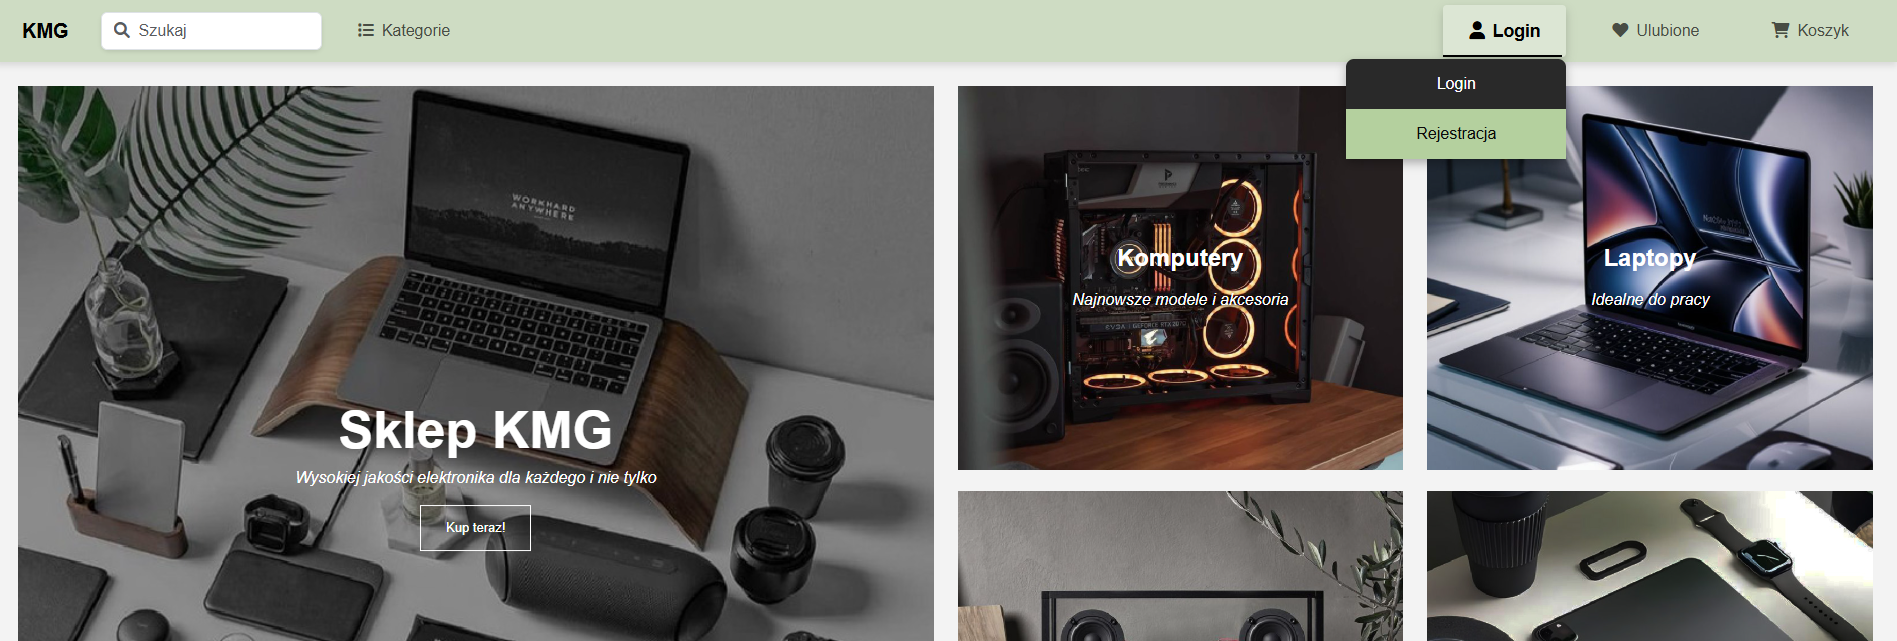 KMG
Szukaj
Kategorie
Login
Ulubione
Koszyk
Login
Rejestracja
WORKHARD
ANYWHERE
Komputery
Najnowsze modele i akcesoria
Laptopy
Idealne do pracy
Sklep KMG
Wysokiej jakości elektronika dla każdego i nie tylko
Kup teraz!